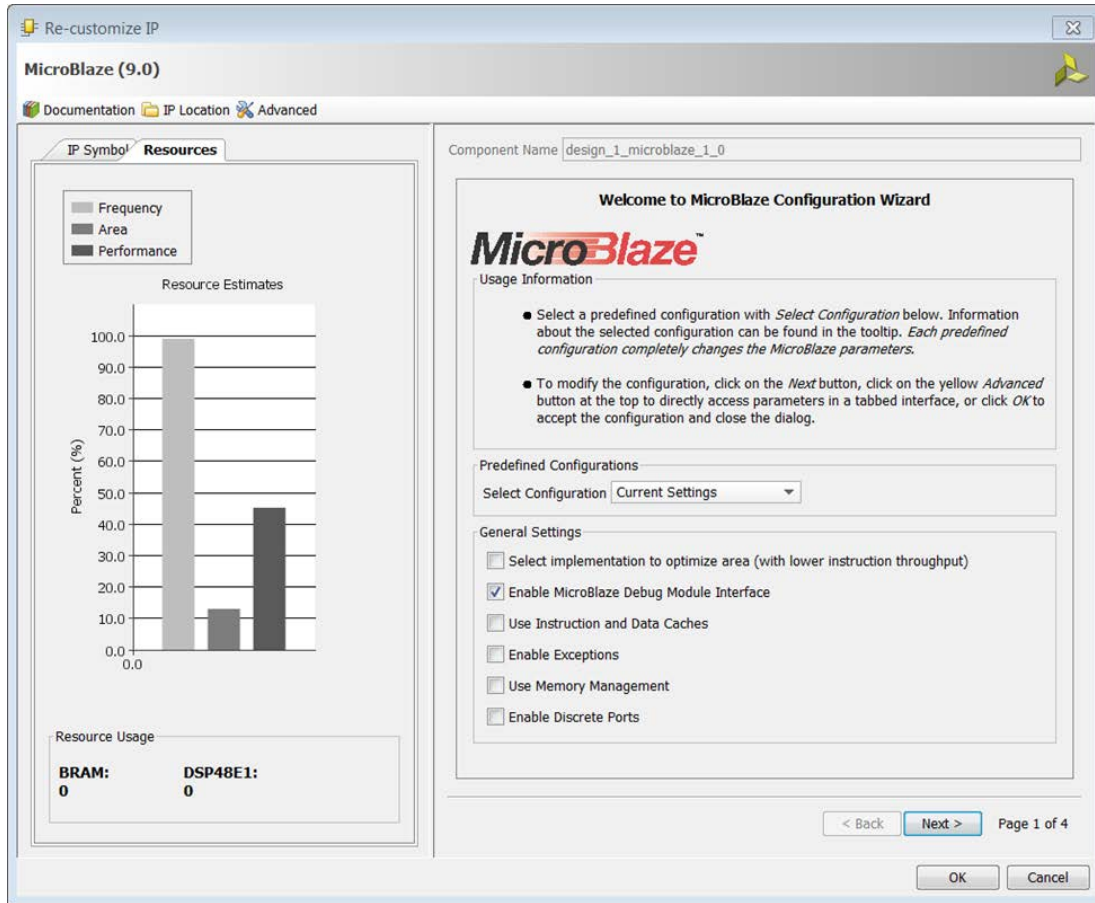 Re-customize IP
MicroBlaze (9.0)
Documentation IP Location Advanced
IP Symbol Resources
Frequency
Area
Performance
Resource Estimates
100.0
90.0
80.0
70.0
60.0
50.0
40.0
30.0
20.0
10.0
0.0
0.0
Percent (%)
Resource Usage
BRAM: DSP48E1:
0 0
Component Name design_1_microblaze_1_0
Welcome to MicroBlaze Configuration Wizard
MicroBlaze™
Usage Information
● Select a predefined configuration with Select Configuration below. Information
about the selected configuration can be found in the tooltip. Each predefined
configuration completely changes the MicroBlaze parameters.
● To modify the configuration, click on the Next button, click on the yellow Advanced
button at the top to directly access parameters in a tabbed interface, or click OK to
accept the configuration and close the dialog.
Predefined Configurations
Select Configuration Current Settings
General Settings
Select implementation to optimize area (with lower instruction throughput)
Enable MicroBlaze Debug Module Interface
Use Instruction and Data Caches
Enable Exceptions
Use Memory Management
Enable Discrete Ports
< Back Next > Page 1 of 4
OK Cancel